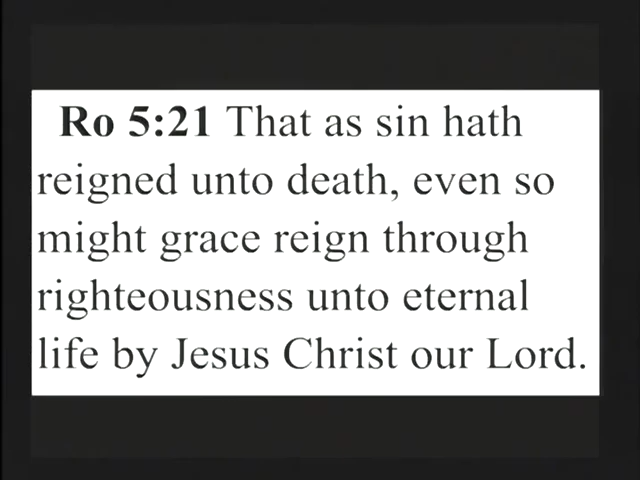 Ro 5:21 That as sin hath
reigned unto death, even so
might grace reign through
righteousness unto eternal
life by Jesus Christ our Lord.